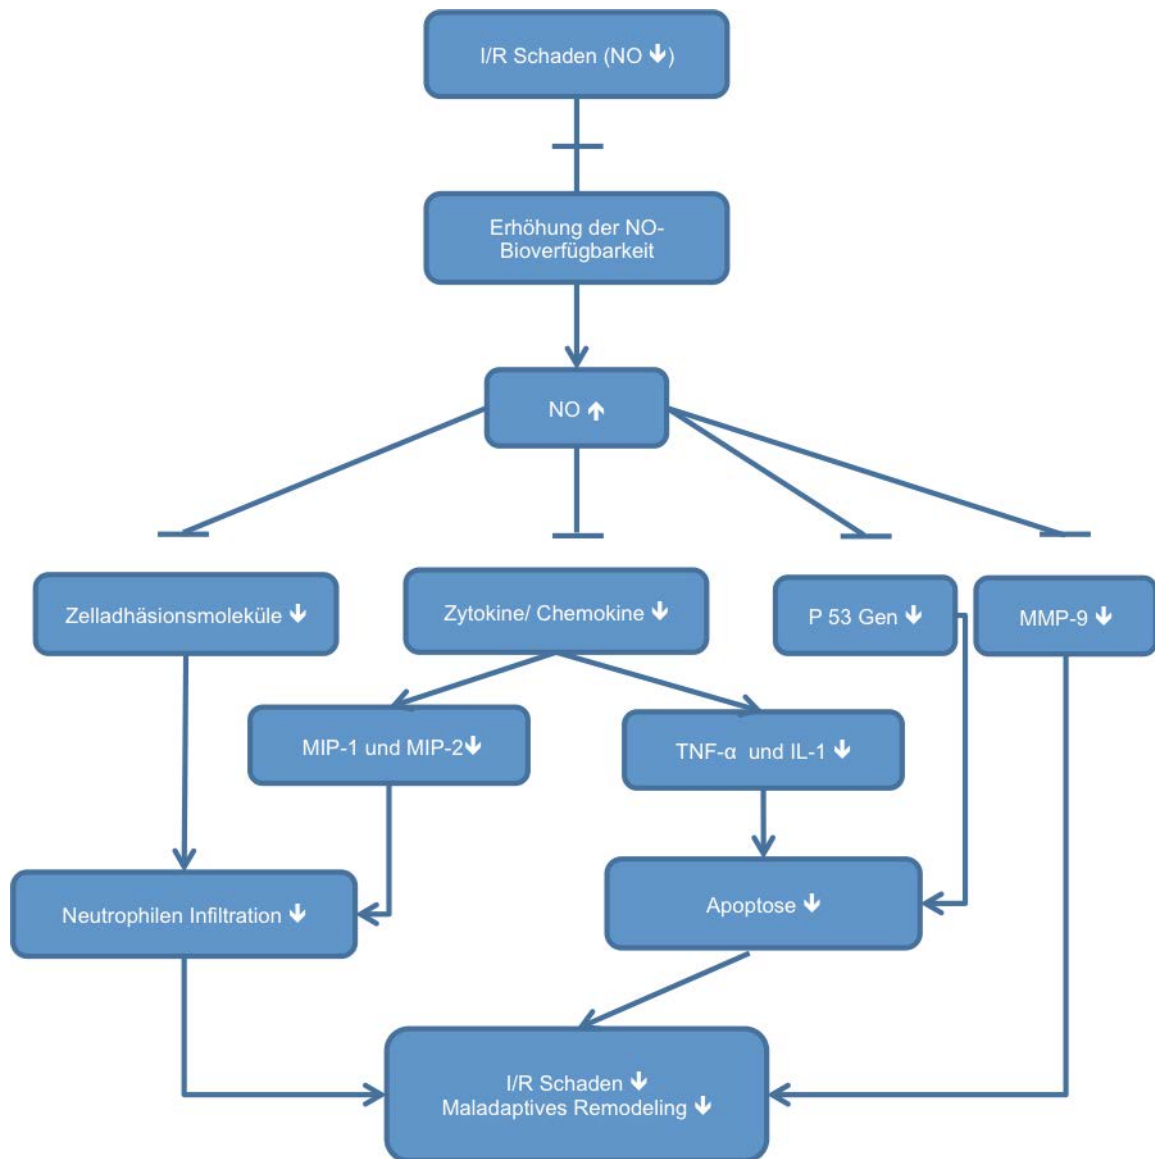 I/R Schaden (NO 🡫)
Erhöhung der NO-
Bioverfügbarkeit
NO 🡩
Zelladhäsionsmoleküle 🡫
Zytokine/ Chemokine 🡫
P 53 Gen 🡫
MMP-9 🡫
MIP-1 und MIP-2🡫
TNF-α und IL-1 🡫
Neutrophilen Infiltration 🡫
Apoptose 🡫
I/R Schaden 🡫
Maladaptives Remodeling 🡫